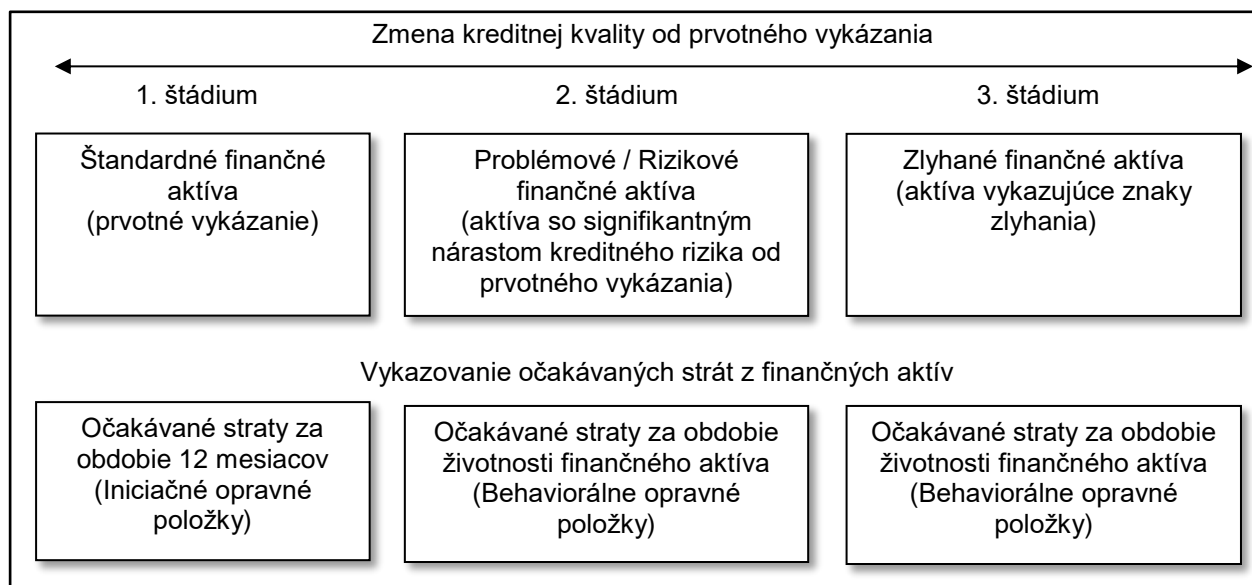 Zmena kreditnej kvality od prvotného vykázania
1. štádium
2. štádium
3. štádium
Štandardné finančné
aktíva
(prvotné vykázanie)
Problémové / Rizikové
finančné aktíva
(aktíva so signifikantným
nárastom kreditného rizika od
prvotného vykázania)
Zlyhané finančné aktíva
(aktíva vykazujúce znaky
zlyhania)
Vykazovanie očakávaných strát z finančných aktív
Očakávané straty za
obdobie 12 mesiacov
(Iniciačné opravné
položky)
Očakávané straty za obdobie
životnosti finančného aktíva
(Behaviorálne opravné
položky)
Očakávané straty za obdobie
životnosti finančného aktíva
(Behaviorálne opravné
položky)